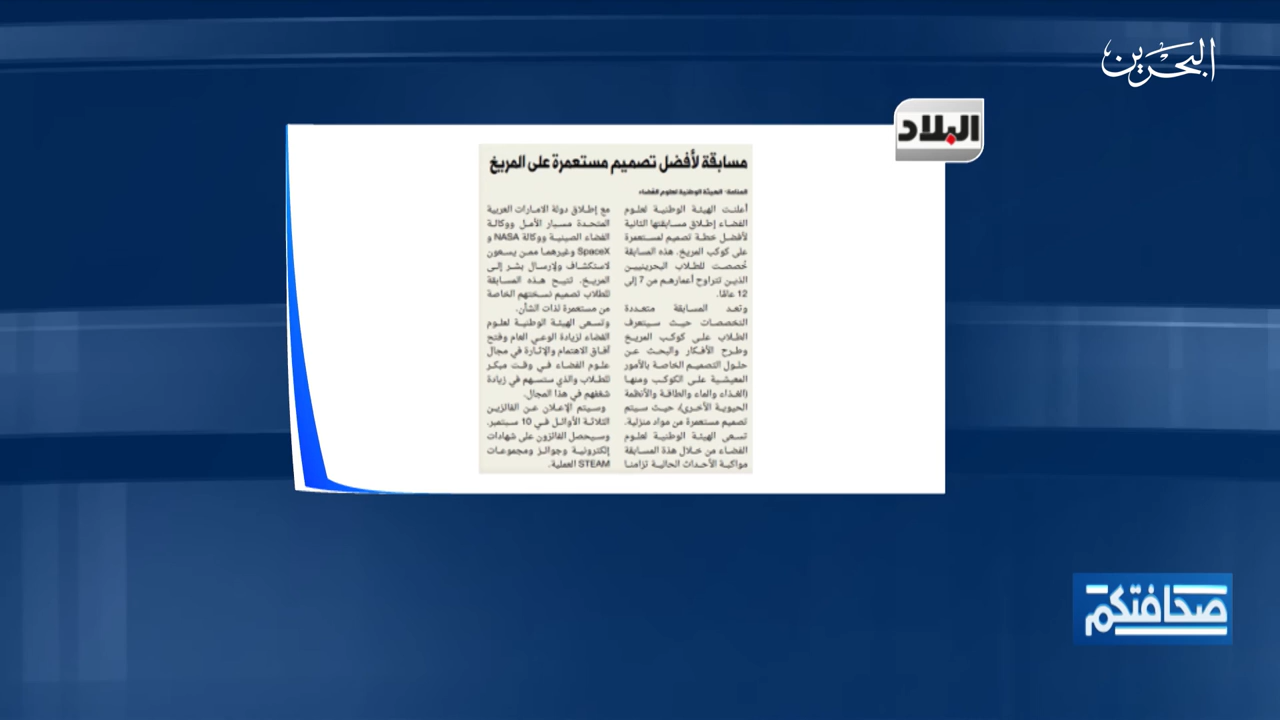 البحرين
البلاد
مسابقة لأفضل تصميم مستعمرة على المريخ
المنامة - الهيئة الوطنية لعلوم الفضاء
أعلنت الهيئة الوطنية لعلوم
الفضاء إطلاق مسابقتها الثانية
لأفضل خطة تصميم لمستعمرة
على كوكب المريخ. هذه المسابقة
خُصصت للطلاب البحرينيين
الذين تتراوح أعمارهم من 7 إلى
12 عامًا.
وتعد المسابقة متعددة
التخصصات حيث سيتعرف
الطلاب على كوكب المريخ
وطرح الأفكار والبحث عن
حلول التصميم الخاصة بالأمور
المعيشية على الكوكب ومنها
(الغذاء والماء والطاقة والأنظمة
الحيوية الأخرى)، حيث سيتم
تصميم مستعمرة من مواد منزلية.
تسعى الهيئة الوطنية لعلوم
الفضاء من خلال هذة المسابقة
مواكبة الأحداث الحالية تزامنا
مع إطلاق دولة الامارات العربية
المتحدة مسبار الأمل ووكالة
الفضاء الصينية ووكالة NASA و
SpaceX وغيرهما ممن يسعون
لاستكشاف ولإرسال بشر إلى
المريخ. تتيح هذه المسابقة
للطلاب تصميم نسختهم الخاصة
من مستعمرة لذات الشأن.
وتسعى الهيئة الوطنية لعلوم
الفضاء لزيادة الوعي العام وفتح
آفاق الاهتمام والإثارة في مجال
علوم الفضاء في وقت مبكر
للطلاب والذي ستسهم في زيادة
شغفهم في هذا المجال.
وسيتم الإعلان عن الفائزين
الثلاثة الأوائل في 10 سبتمبر.
وسيحصل الفائزون على شهادات
إلكترونية وجوائز ومجموعات
STEAM العملية.
صحافتكم